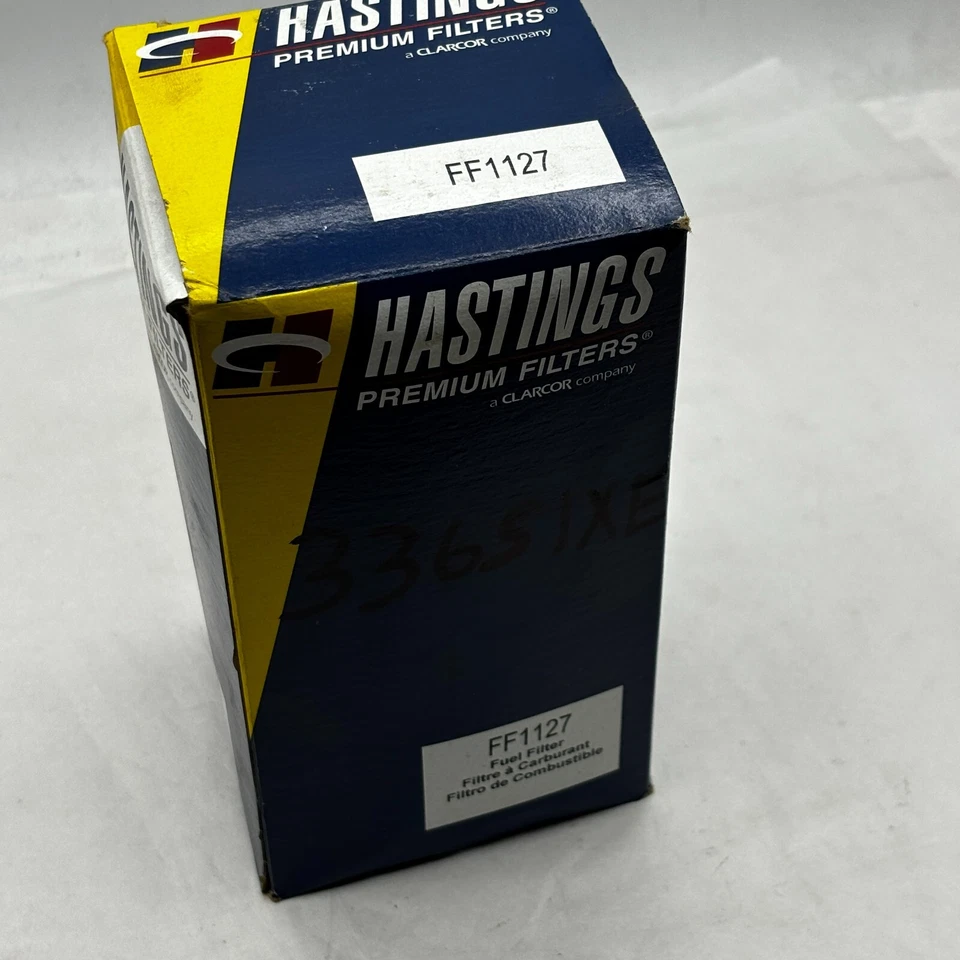 HASTINGS
PREMIUM FILTERS®
a CLARCOR company
FF1127
HASTINGS
PREMIUM FILTERS®
a CLARCOR company
33651XE
FF1127
Fuel Filter
Filtre à Carburant
Filtro de Combustible